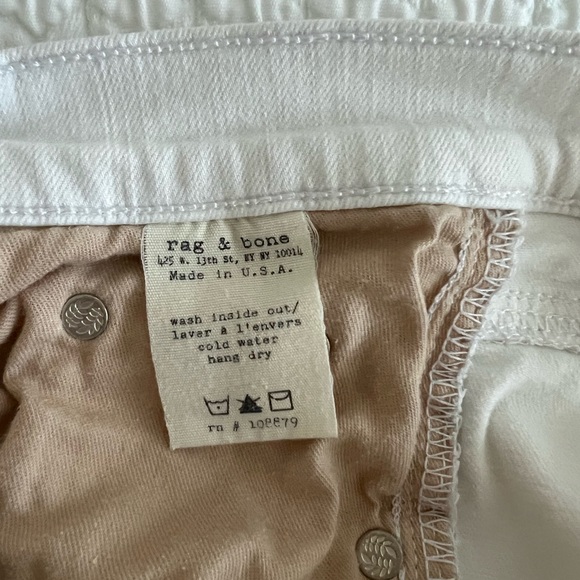 rag & bone
425 W. 13th St, NY NY 10014
Made in U.S.A.
wash inside out/
laver à l'envers
cold water
hang dry
rn # 108879